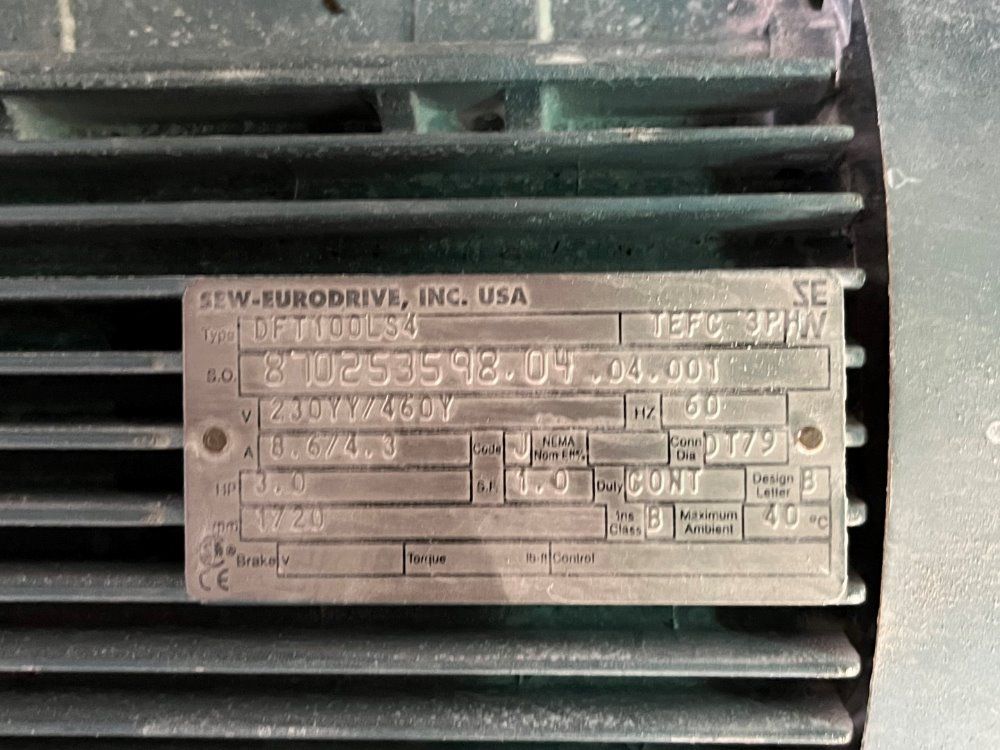 SEW-EURODRIVE, INC. USA SE
Type DFT100LS4 TEFC 3PHW
S.O. 870253598.04.04.001
V 230YY/460Y HZ 60
A 8.6/4.3 Code J NEMA Nom Eff% Conn Dia DT79
HP 3.0 S.F. 1.0 Duty CONT Design Letter B
rpm 1720 Ins Class B Maximum Ambient 40 °C
Brake V Torque lb-ft Control
CE